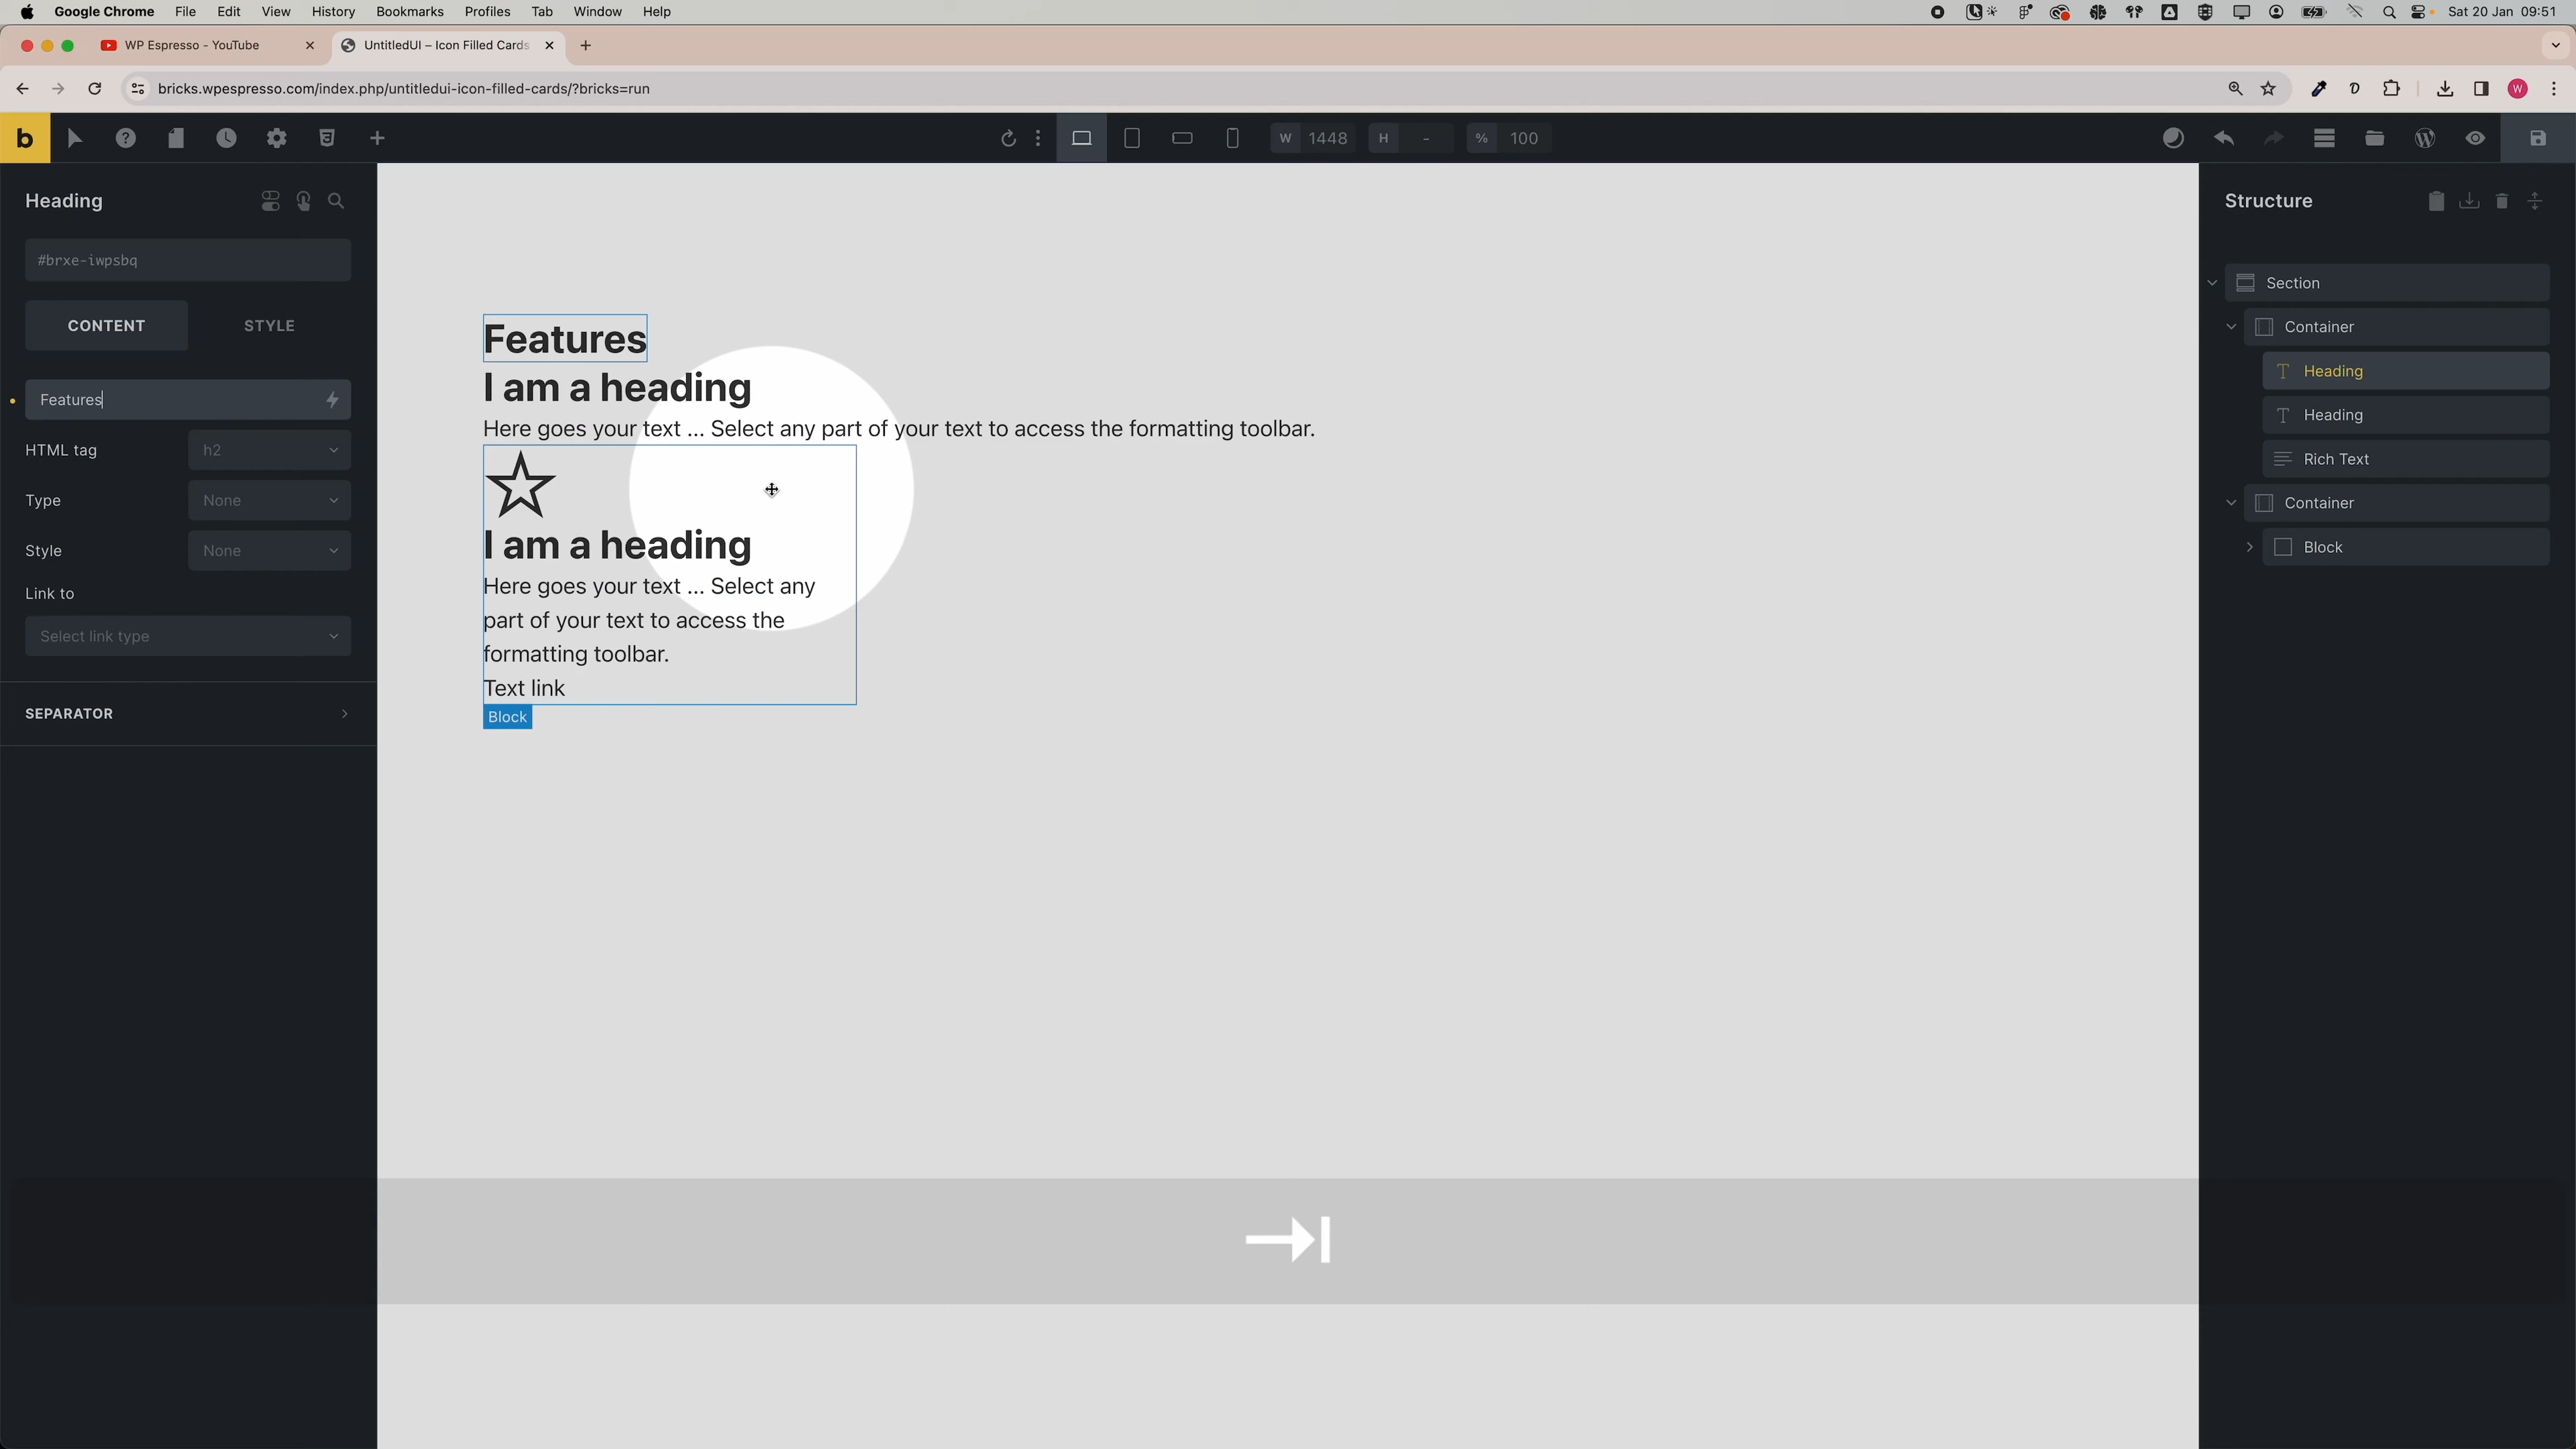 Google Chrome File Edit View History Bookmarks Profiles Tab Window Help Sat 20 Jan 09:51
WP Espresso - YouTube UntitledUI – Icon Filled Cards
bricks.wpespresso.com/index.php/untitledui-icon-filled-cards/?bricks=run W
b W 1448 H - % 100
Heading
#brxe-iwpsbq
CONTENT STYLE
Features
HTML tag h2
Type None
Style None
Link to
Select link type
SEPARATOR
Features
I am a heading
Here goes your text ... Select any part of your text to access the formatting toolbar.
I am a heading
Here goes your text ... Select any
part of your text to access the
formatting toolbar.
Text link
Block
Structure
Section
Container
Heading
Heading
Rich Text
Container
Block